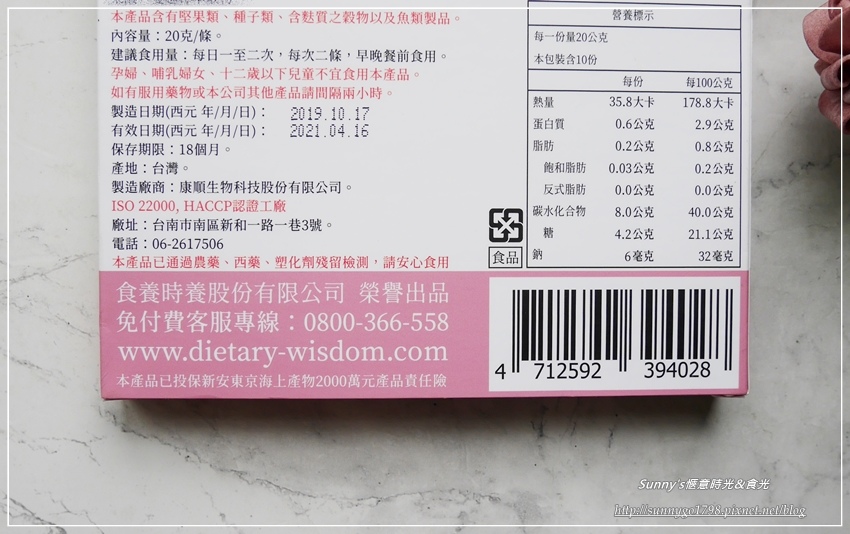 本產品含有堅果類、種子類、含麩質之穀物以及魚類製品。
內容量：20克/條。
建議食用量：每日一至二次，每次二條，早晚餐前食用。
孕婦、哺乳婦女、十二歲以下兒童不宜食用本產品。
如有服用藥物或本公司其他產品請間隔兩小時。
製造日期(西元 年/月/日)： 2019.10.17
有效日期(西元 年/月/日)： 2021.04.16
保存期限：18個月。
產地：台灣。
製造廠商：康順生物科技股份有限公司。
ISO 22000, HACCP認證工廠
廠址：台南市南區新和一路一巷3號。
電話：06-2617506
本產品已通過農藥、西藥、塑化劑殘留檢測，請安心食用
食品
營養標示
每一份量20公克
本包裝含10份
每份 每100公克
熱量 35.8大卡 178.8大卡
蛋白質 0.6公克 2.9公克
脂肪 0.2公克 0.8公克
飽和脂肪 0.03公克 0.2公克
反式脂肪 0.0公克 0.0公克
碳水化合物 8.0公克 40.0公克
糖 4.2公克 21.1公克
鈉 6毫克 32毫克
食養時養股份有限公司 榮譽出品
免付費客服專線：0800-366-558
www.dietary-wisdom.com
本產品已投保新安東京海上產物2000萬元產品責任險
4 712592 394028
Sunny's愜意時光&食光
http://sunnygo1798.pixnet.net/blog